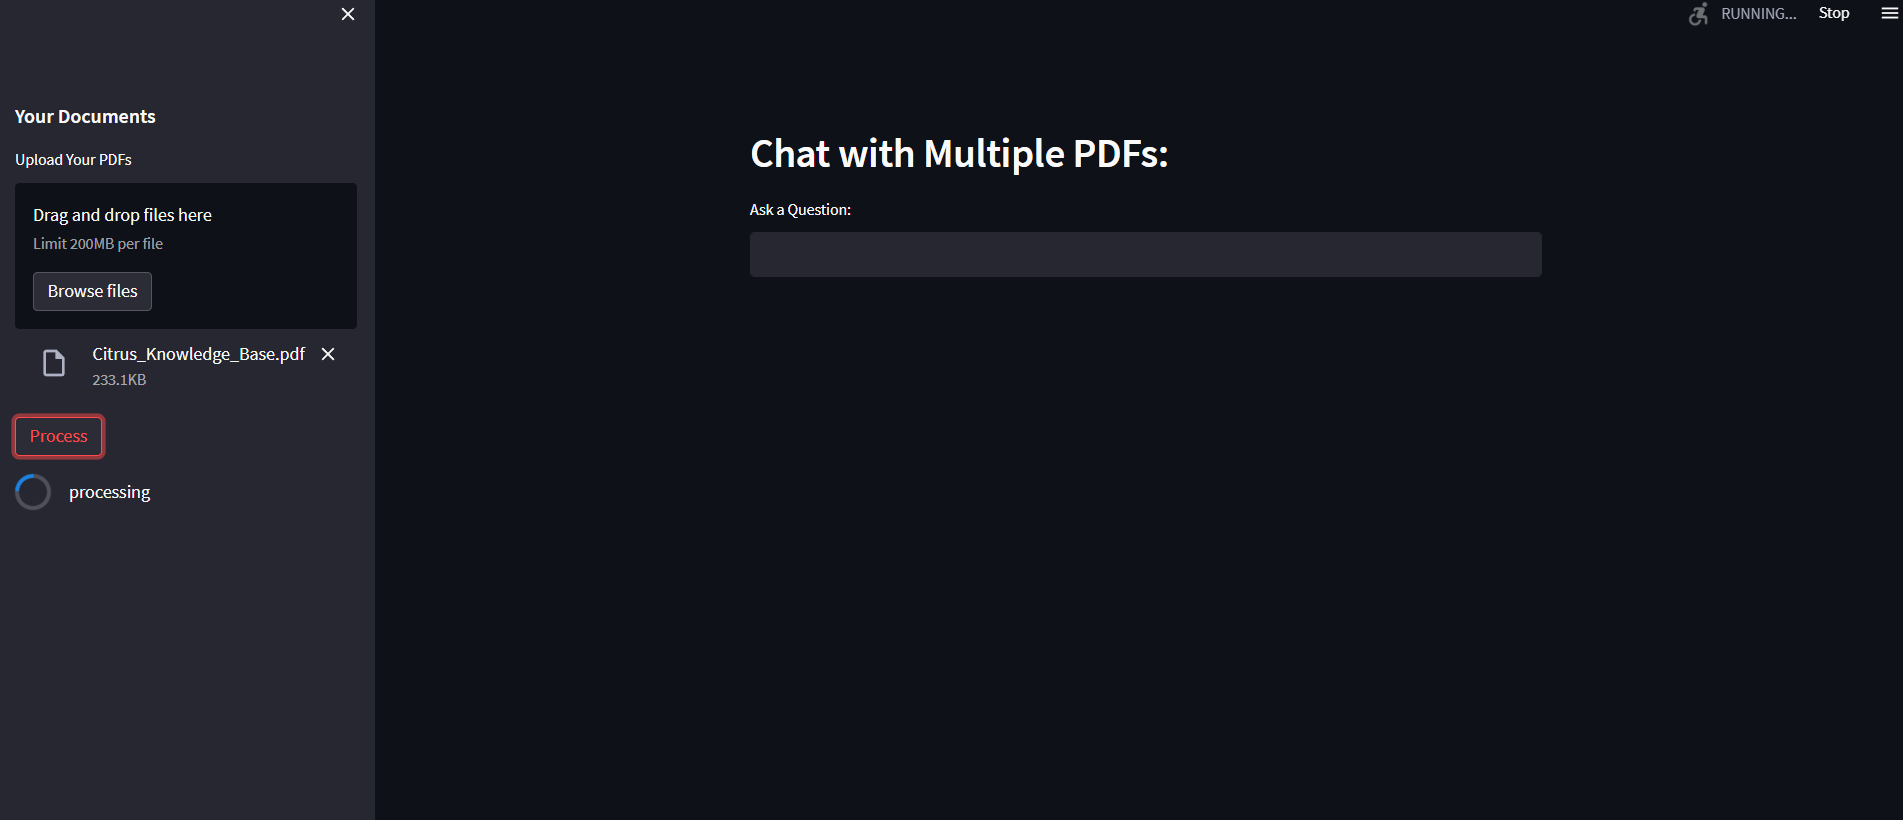 RUNNING...
Stop
Your Documents
Upload Your PDFs
Drag and drop files here
Limit 200MB per file
Browse files
Citrus_Knowledge_Base.pdf
233.1KB
Process
processing
Chat with Multiple PDFs:
Ask a Question: